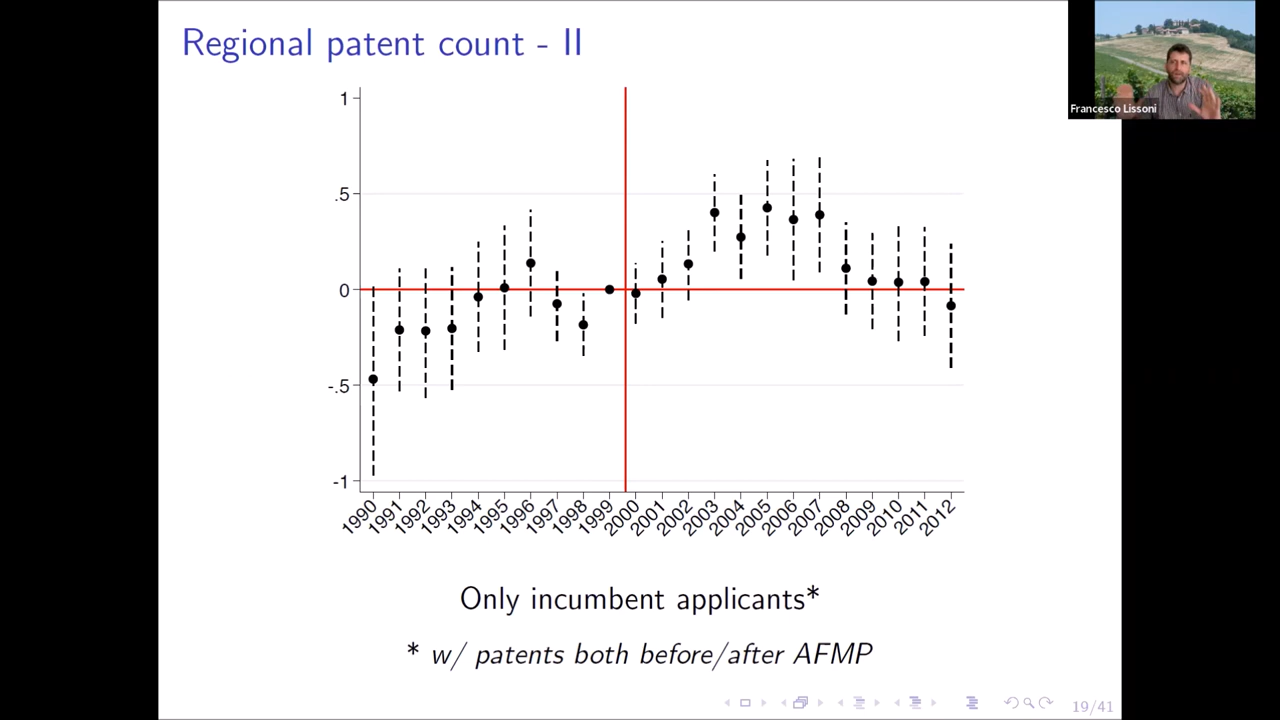 Regional patent count - II
Francesco Lissoni
1
.5
0
-.5
-1
1990 1991 1992 1993 1994 1995 1996 1997 1998 1999 2000 2001 2002 2003 2004 2005 2006 2007 2008 2009 2010 2011 2012
Only incumbent applicants*
* w/ patents both before/after AFMP
19/41